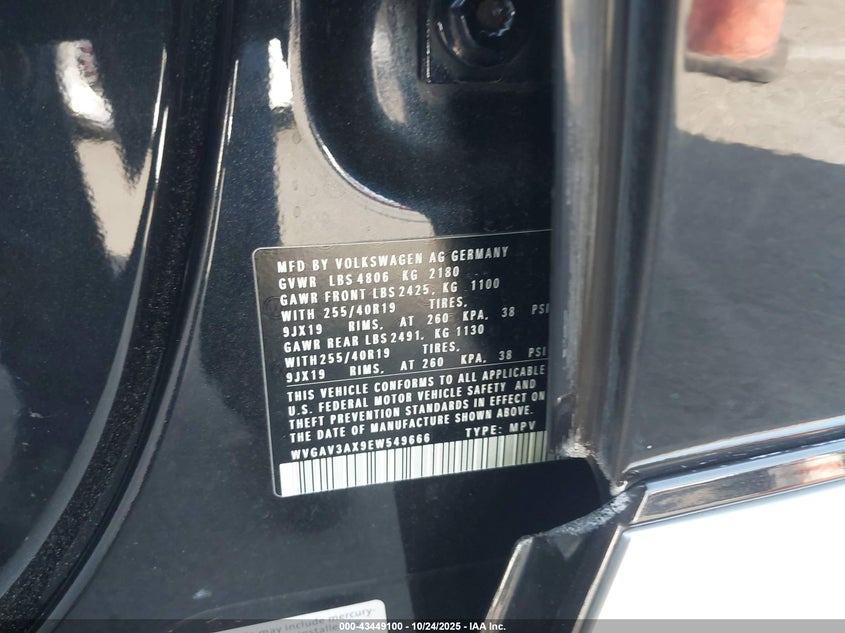 MFD BY VOLKSWAGEN AG GERMANY
GVWR LBS 4806 KG 2180
GAWR FRONT LBS 2425, KG 1100
WITH 255/40R19 TIRES,
9JX19 RIMS, AT 260 KPA, 38 PSI
GAWR REAR LBS 2491, KG 1130
WITH 255/40R19 TIRES,
9JX19 RIMS, AT 260 KPA, 38 PSI
THIS VEHICLE CONFORMS TO ALL APPLICABLE
U.S. FEDERAL MOTOR VEHICLE SAFETY AND
THEFT PREVENTION STANDARDS IN EFFECT ON
THE DATE OF MANUFACTURE SHOWN ABOVE.
WVGAV3AX9EW549666 TYPE: MPV
may include mercury-
000-43449100 - 10/24/2025 - © IAA Inc.